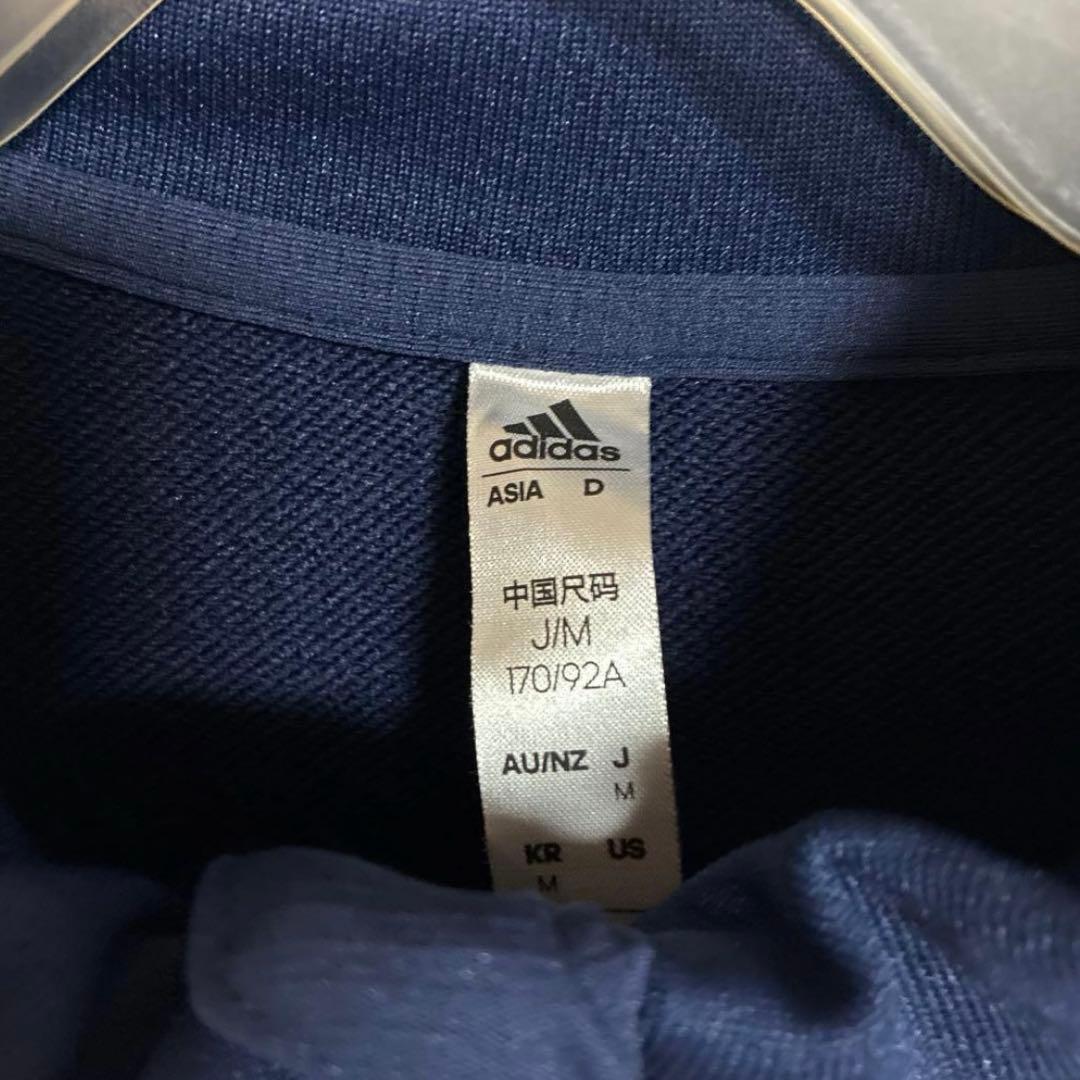 adidas
ASIA D
中国尺码
J/M
170/92A
AU/NZ J
M
KR US
M